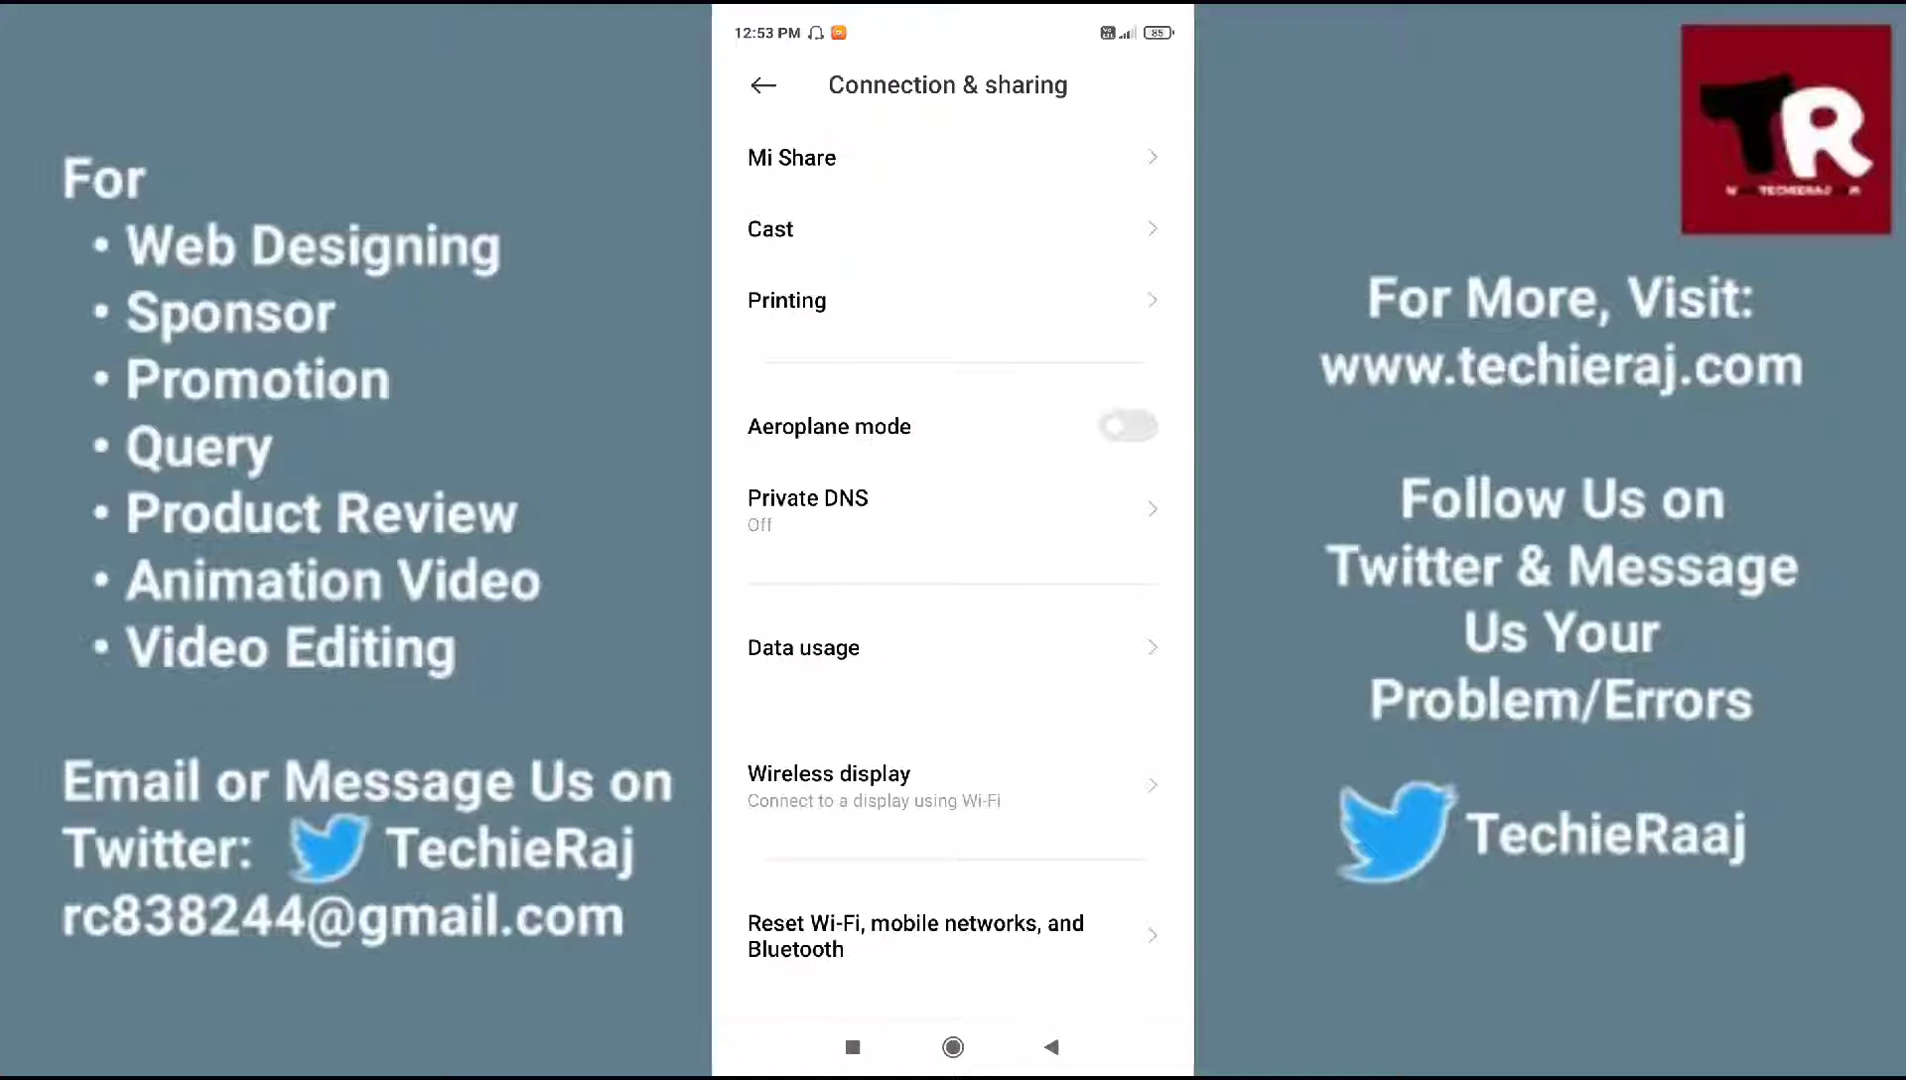 For
• Web Designing
• Sponsor
• Promotion
• Query
• Product Review
• Animation Video
• Video Editing
Email or Message Us on
Twitter: TechieRaj
rc838244@gmail.com
12:53 PM
85
Connection & sharing
Mi Share
Cast
Printing
Aeroplane mode
Private DNS
Off
Data usage
Wireless display
Connect to a display using Wi-Fi
Reset Wi-Fi, mobile networks, and
Bluetooth
TR
For More, Visit:
www.techieraj.com
Follow Us on
Twitter & Message
Us Your
Problem/Errors
TechieRaaj